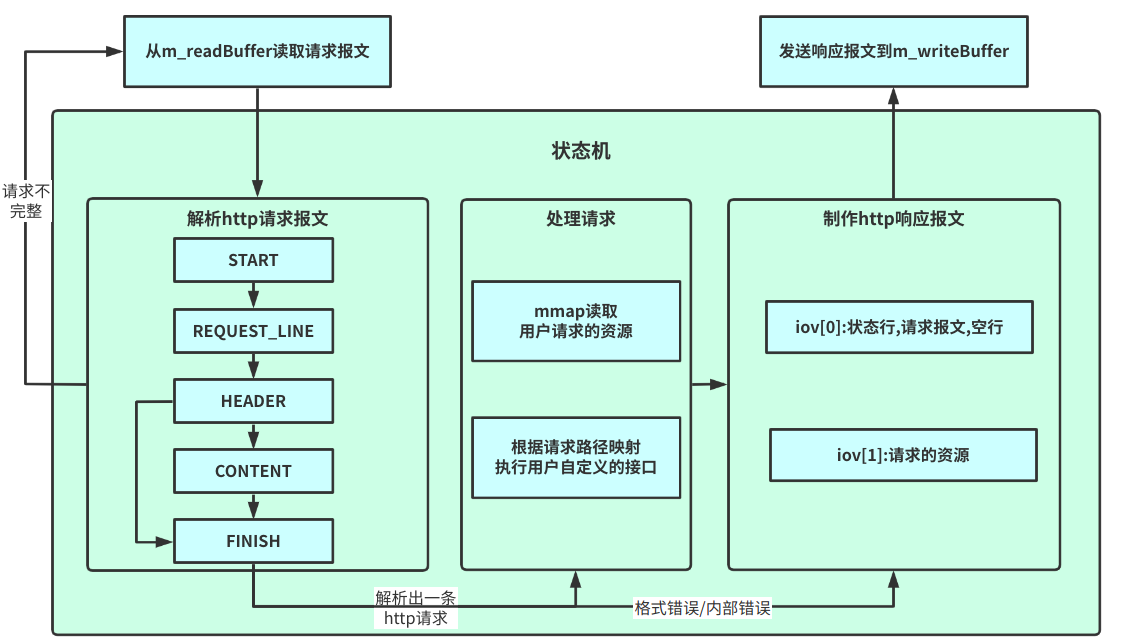 从m_readBuffer读取请求报文
发送响应报文到m_writeBuffer
状态机
请求不
完整
解析http请求报文
START
REQUEST_LINE
HEADER
CONTENT
FINISH
处理请求
mmap读取
用户请求的资源
根据请求路径映射
执行用户自定义的接口
制作http响应报文
iov[0]:状态行,请求报文,空行
iov[1]:请求的资源
解析出一条
http请求
格式错误/内部错误